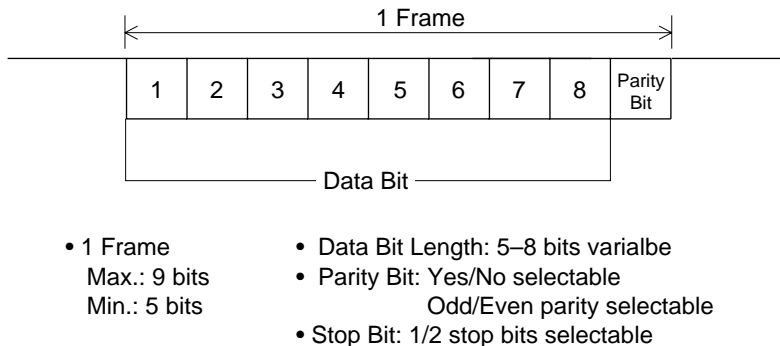 1 Frame
1 2 3 4 5 6 7 8 Parity Bit
Data Bit
• 1 Frame
Max.: 9 bits
Min.: 5 bits
• Data Bit Length: 5–8 bits varialbe
• Parity Bit: Yes/No selectable
Odd/Even parity selectable
• Stop Bit: 1/2 stop bits selectable